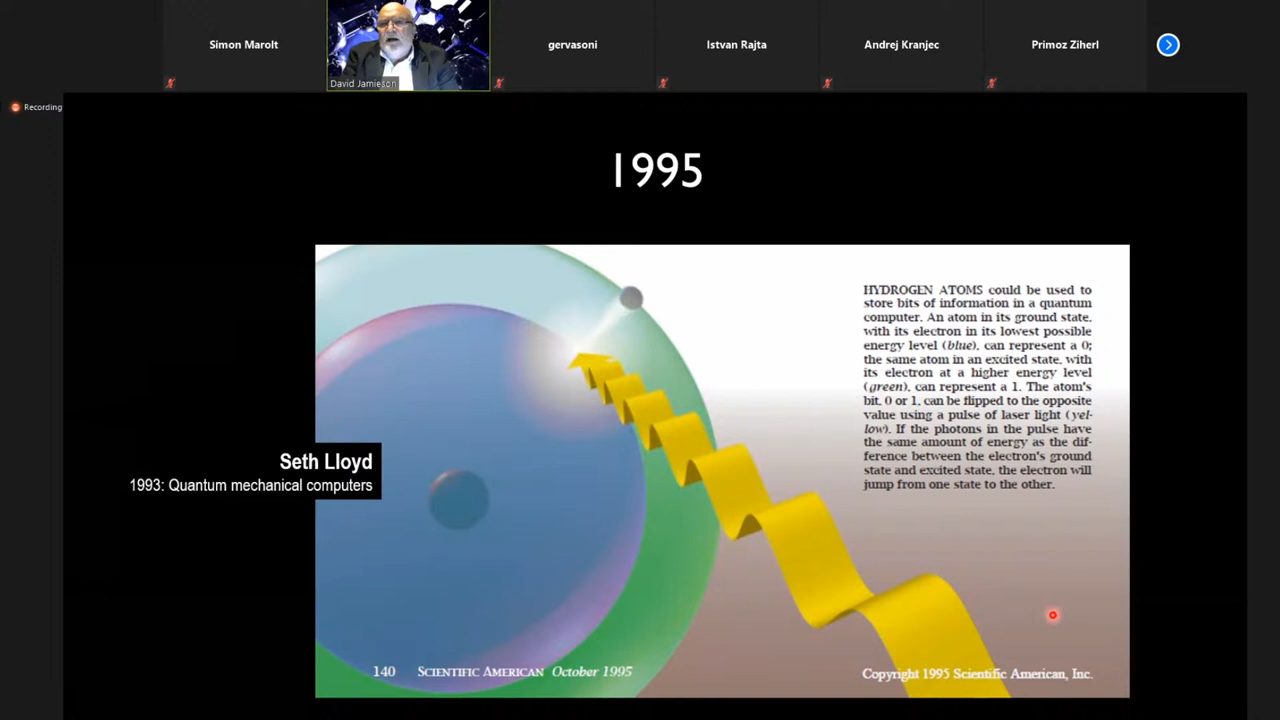 Simon Marolt
David Jamieson
gervasoni
Istvan Rajta
Andrej Kranjec
Primoz Ziherl
Recording
1995
HYDROGEN ATOMS could be used to
store bits of information in a quantum
computer. An atom in its ground state,
with its electron in its lowest possible
energy level (blue), can represent a 0;
the same atom in an excited state, with
its electron at a higher energy level
(green), can represent a 1. The atom's
bit, 0 or 1, can be flipped to the opposite
value using a pulse of laser light (yel-
low). If the photons in the pulse have
the same amount of energy as the dif-
ference between the electron's ground
state and excited state, the electron will
jump from one state to the other.
Seth Lloyd
1993: Quantum mechanical computers
140 SCIENTIFIC AMERICAN October 1995
Copyright 1995 Scientific American, Inc.